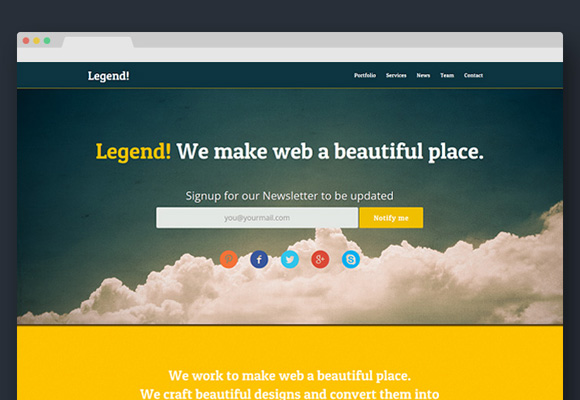 Legend!
Portfolio Services News Team Contact
Legend! We make web a beautiful place.
Signup for our Newsletter to be updated
you@yourmail.com Notify me
We work to make web a beautiful place.
We craft beautiful designs and convert them into